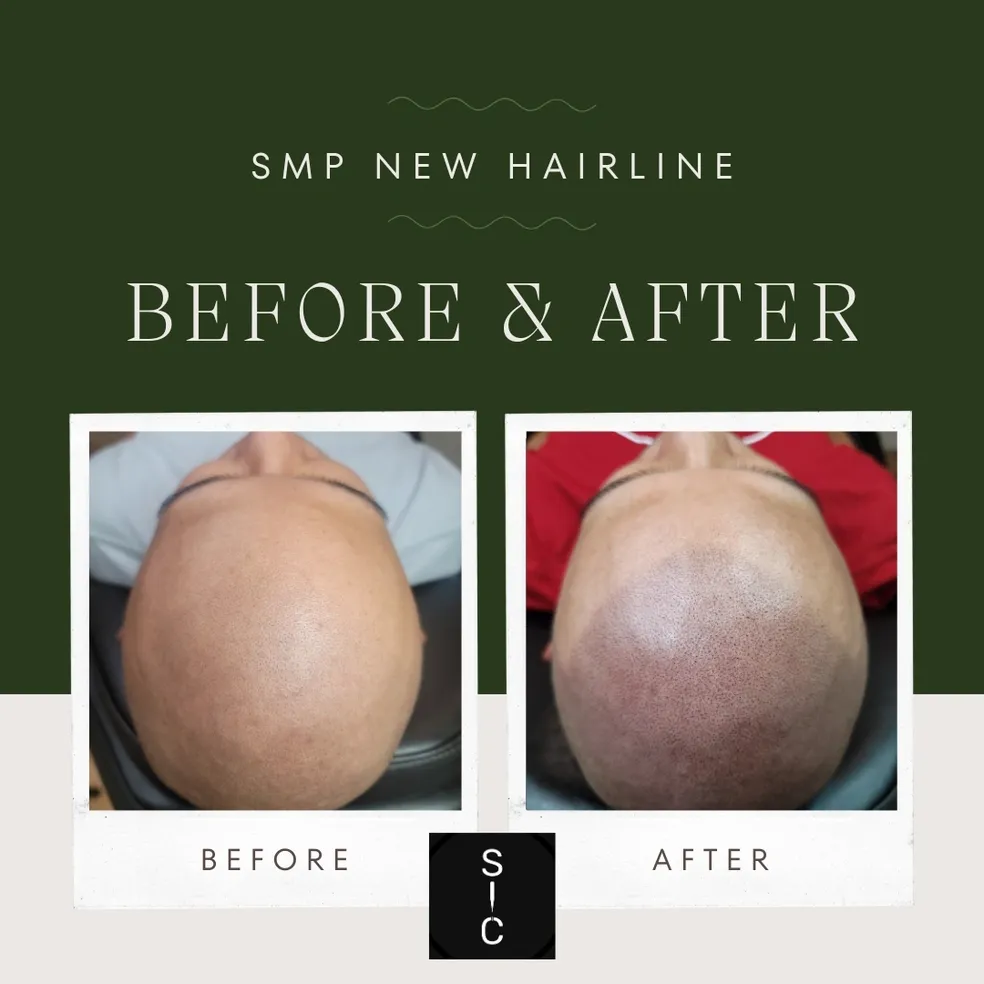 SMP NEW HAIRLINE
BEFORE & AFTER
BEFORE
AFTER
S
I
C